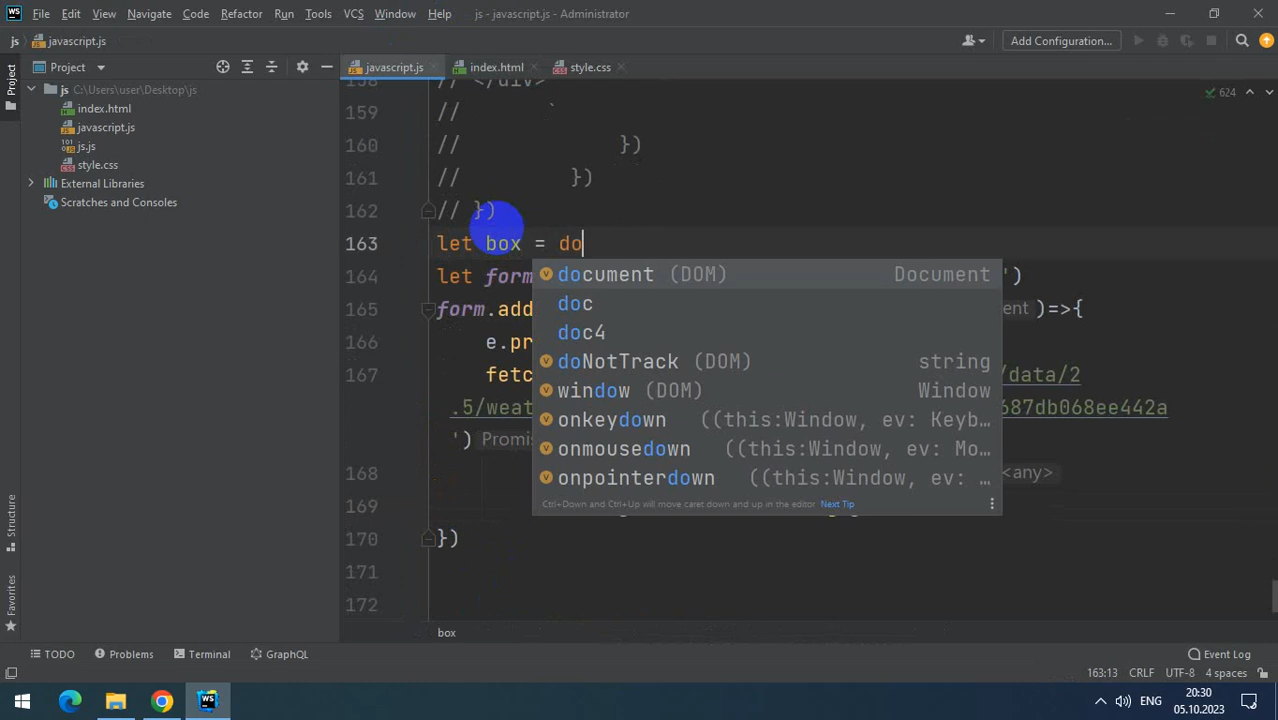 WS File Edit View Navigate Code Refactor Run Tools VCS Window Help js - javascript.js - Administrator
js javascript.js Add Configuration...
Project javascript.js index.html style.css
Project
js C:\Users\user\Desktop\js
index.html
javascript.js
js.js
style.css
External Libraries
Scratches and Consoles
Structure
Favorites
624
158 // </div>
159 // `
160 // })
161 // })
162 // })
163 let box = do
164 let form ')
165 form.add )=>{
166 e.pr
167 fetc /data/2
.5/weat 687db068ee442a
')
168 <any>
169
170 })
171
172
document (DOM) Document
doc
doc4
doNotTrack (DOM) string
window (DOM) Window
onkeydown ((this:Window, ev: Keyb…
onmousedown ((this:Window, ev: Mo…
onpointerdown ((this:Window, ev: …
Ctrl+Down and Ctrl+Up will move caret down and up in the editor Next Tip
box
TODO Problems Terminal GraphQL Event Log
163:13 CRLF UTF-8 4 spaces
WS ENG 20:30
05.10.2023